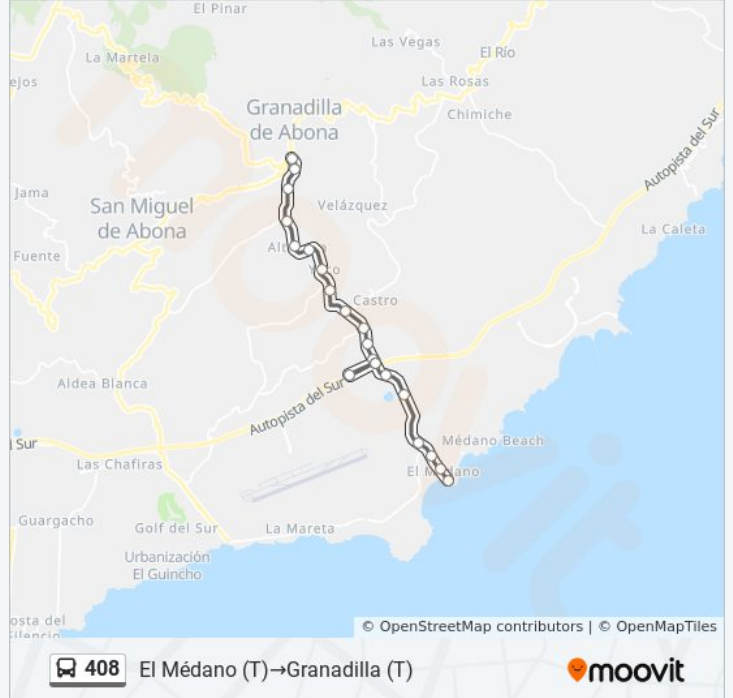 El Pinar
Las Vegas
El Río
La Martela
ejos
Las Rosas
Granadilla
de Abona
Chimiche
Autopista del Sur
Jama
San Miguel
de Abona
Velázquez
La Caleta
Fuente
Castro
Aldea Blanca
Autopista del Sur
Médano Beach
l Sur
Las Chafiras
El Médano
Guargacho
Golf del Sur
La Mareta
Urbanización
El Guincho
osta del
Silencio
© OpenStreetMap contributors | © OpenMapTiles
408 El Médano (T)→Granadilla (T)
moovit